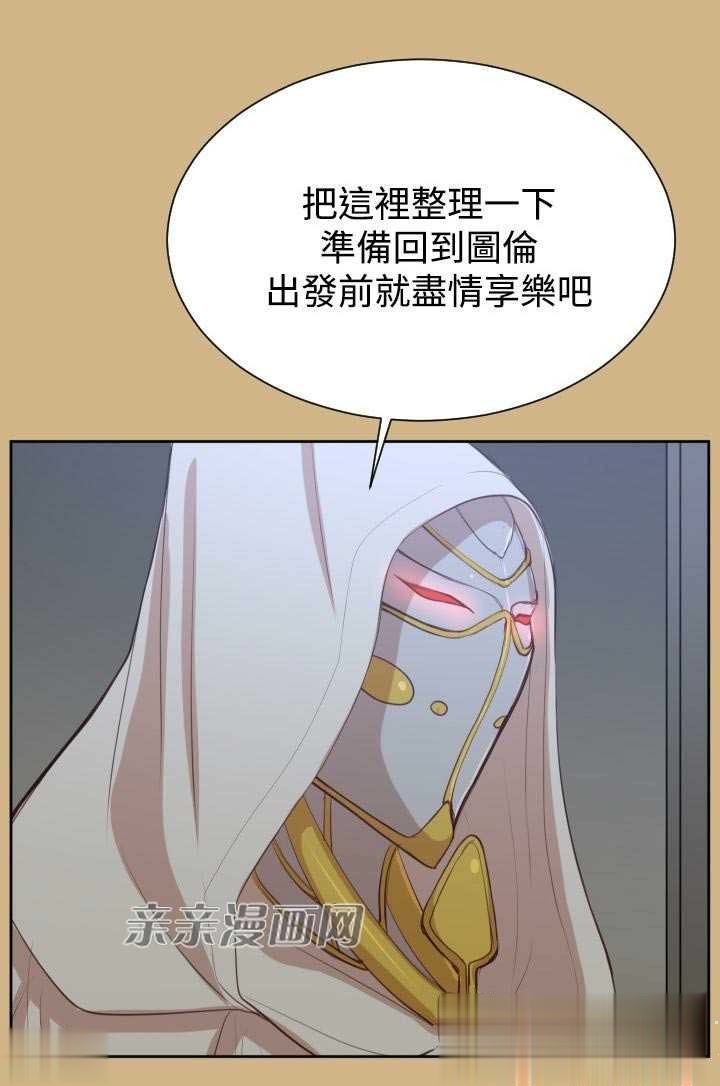 把這裡整理一下
準備回到圖倫
出發前就盡情享樂吧
亲亲漫画网